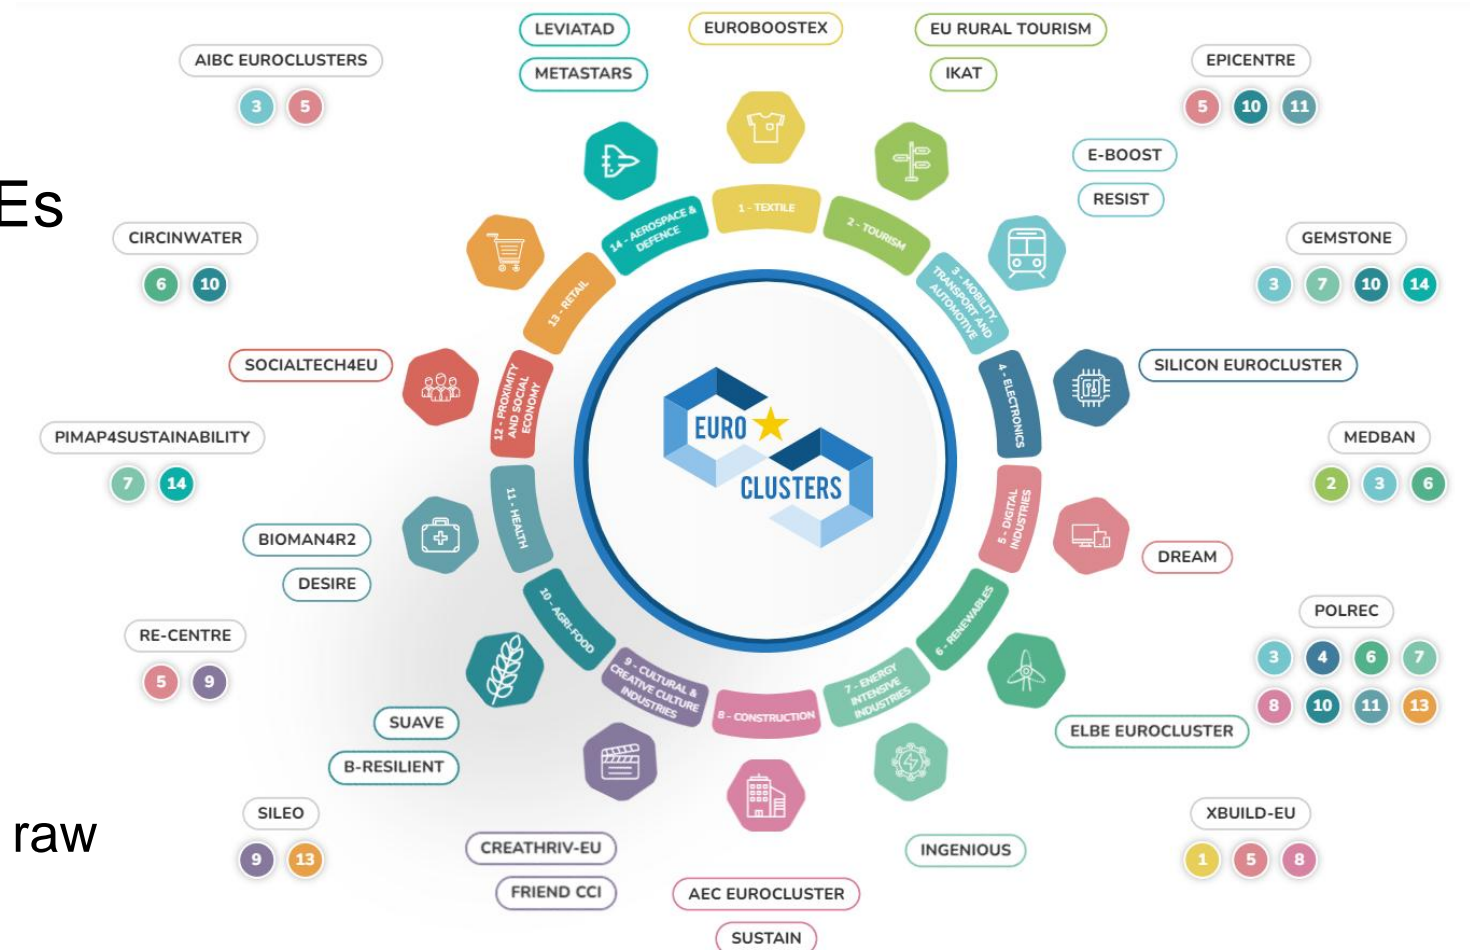 LEVIATAD
METASTARS
EUROBOOSTEX
EU RURAL TOURISM
IKAT
AIBC EUROCLUSTERS
3 5
EPICENTRE
5 10 11
E-BOOST
RESIST
Es
CIRCINWATER
6 10
GEMSTONE
3 7 10 14
1 - TEXTILE
2 - TOURISM
3 - MOBILITY,
TRANSPORT AND
AUTOMOTIVE
4 - ELECTRONICS
5 - DIGITAL
INDUSTRIES
6 - RENEWABLES
7 - ENERGY
INTENSIVE
INDUSTRIES
8 - CONSTRUCTION
9 - CULTURAL &
CREATIVE CULTURE
INDUSTRIES
10 - AGRI-FOOD
11 - HEALTH
12 - PROXIMITY
AND SOCIAL
ECONOMY
13 - RETAIL
14 - AEROSPACE &
DEFENCE
EURO
CLUSTERS
SOCIALTECH4EU
SILICON EUROCLUSTER
PIMAP4SUSTAINABILITY
7 14
MEDBAN
2 3 6
BIOMAN4R2
DESIRE
DREAM
RE-CENTRE
5 9
POLREC
3 4 6 7
8 10 11 13
SUAVE
B-RESILIENT
ELBE EUROCLUSTER
raw
SILEO
9 13
CREATHRIV-EU
FRIEND CCI
AEC EUROCLUSTER
SUSTAIN
INGENIOUS
XBUILD-EU
1 5 8